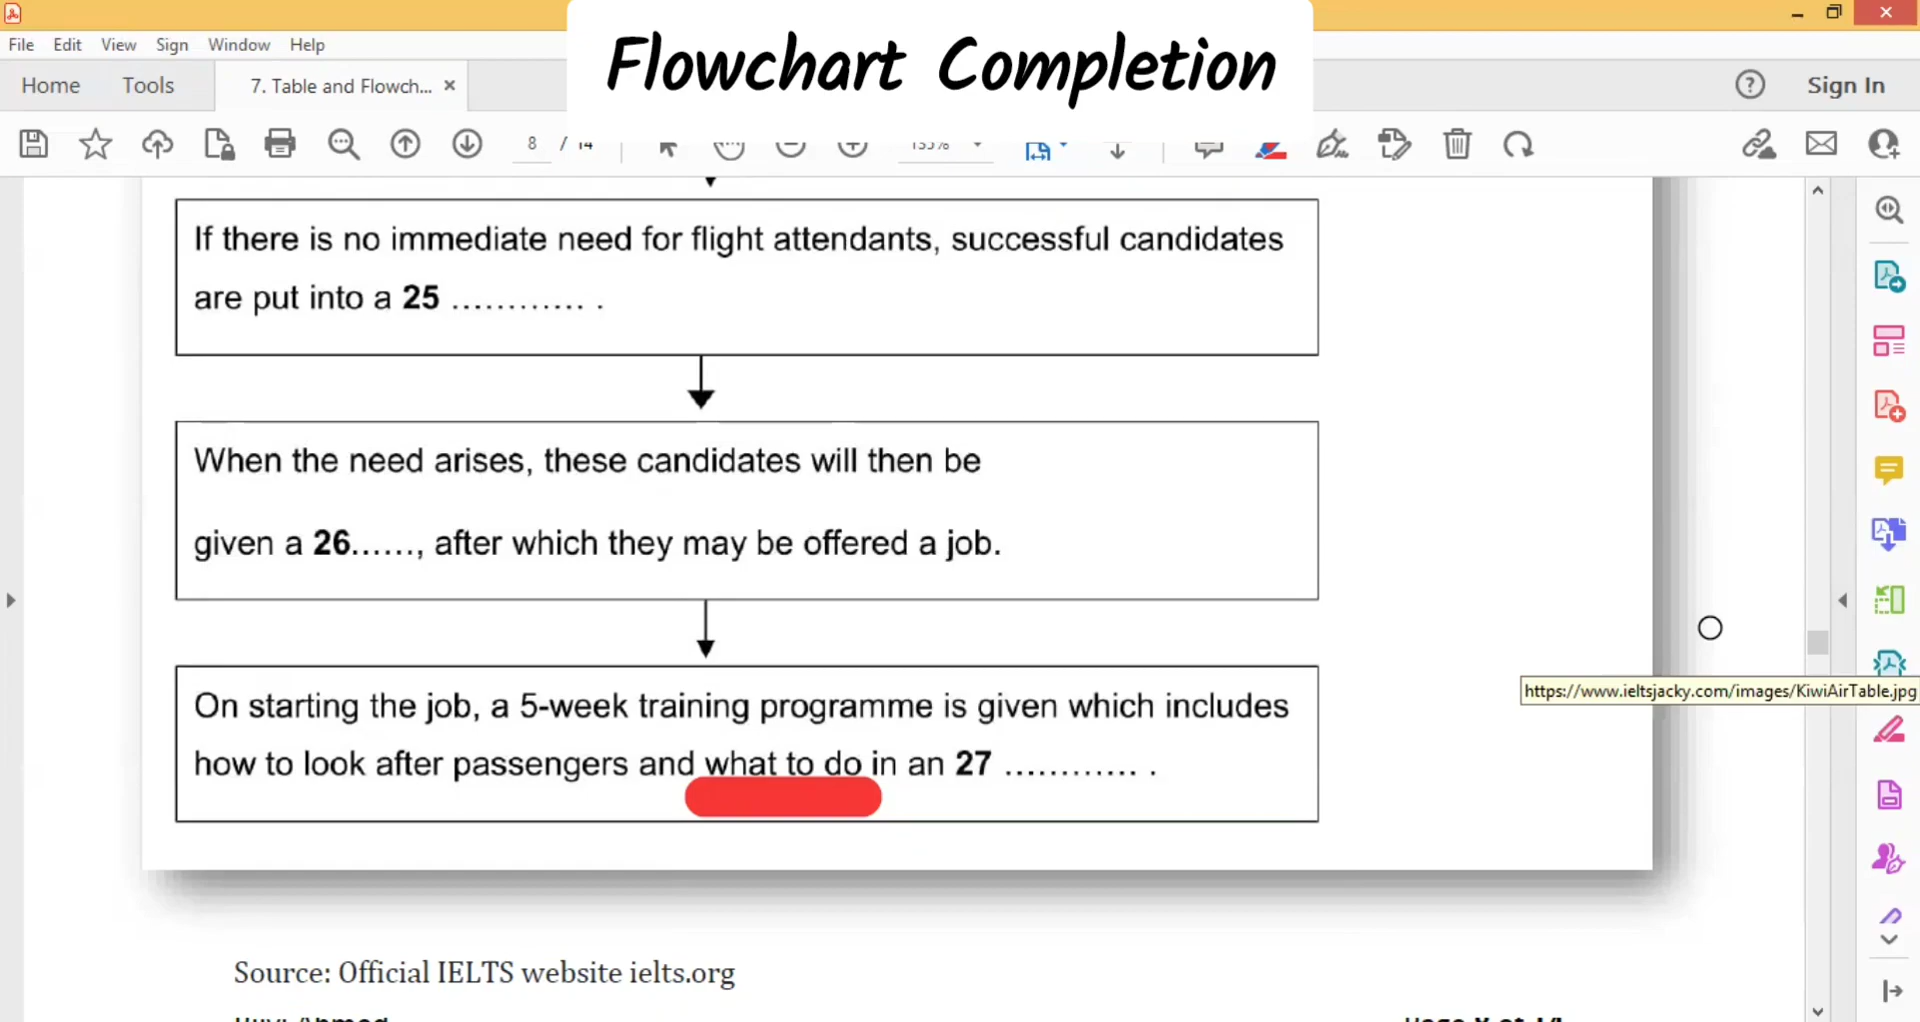 Flowchart Completion
File Edit View Sign Window Help
Home Tools 7. Table and Flowch... × Sign In
8 / 14
If there is no immediate need for flight attendants, successful candidates
are put into a 25 ............ .
When the need arises, these candidates will then be
given a 26......, after which they may be offered a job.
https://www.ieltsjacky.com/images/KiwiAirTable.jpg
On starting the job, a 5-week training programme is given which includes
how to look after passengers and what to do in an 27 ............ .
Source: Official IELTS website ielts.org